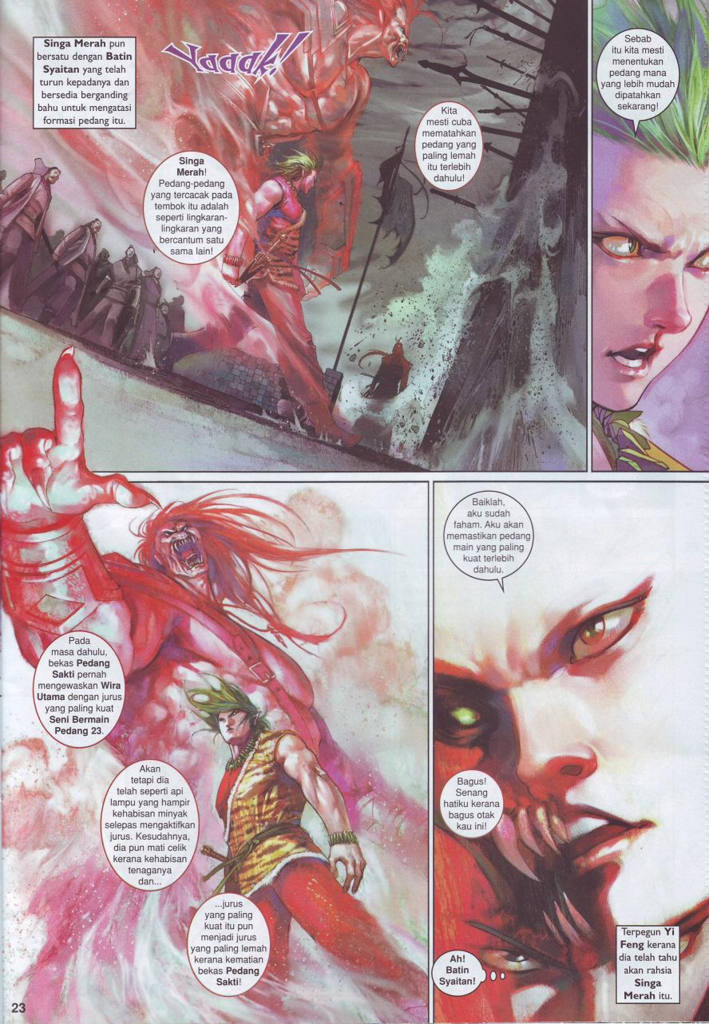 Singa Merah pun
bersatu dengan Batin
Syaitan yang telah
turun kepadanya dan
bersedia berganding
bahu untuk mengatasi
formasi pedang itu.
Yaaak!!
Singa
Merah!
Pedang-pedang
yang tercacak pada
tembok itu adalah
seperti lingkaran-
lingkaran yang
bercantum satu
sama lain!
Kita
mesti cuba
mematahkan
pedang yang
paling lemah
itu terlebih
dahulu!
Sebab
itu kita mesti
menentukan
pedang mana
yang lebih mudah
dipatahkan
sekarang!
Pada
masa dahulu,
bekas Pedang
Sakti pernah
mengewaskan Wira
Utama dengan jurus
yang paling kuat
Seni Bermain
Pedang 23.
Akan
tetapi dia
telah seperti api
lampu yang hampir
kehabisan minyak
selepas mengaktifkan
jurus. Kesudahnya,
dia pun mati celik
kerana kehabisan
tenaganya
dan...
...jurus
yang paling
kuat itu pun
menjadi jurus
yang paling lemah
kerana kematian
bekas Pedang
Sakti!
Baiklah,
aku sudah
faham. Aku akan
memastikan pedang
main yang paling
kuat terlebih
dahulu.
Bagus!
Senang
hatiku kerana
bagus otak
kau ini!
Ah!
Batin
Syaitan!
Terpegun Yi
Feng kerana
dia telah tahu
akan rahsia
Singa
Merah itu.
23